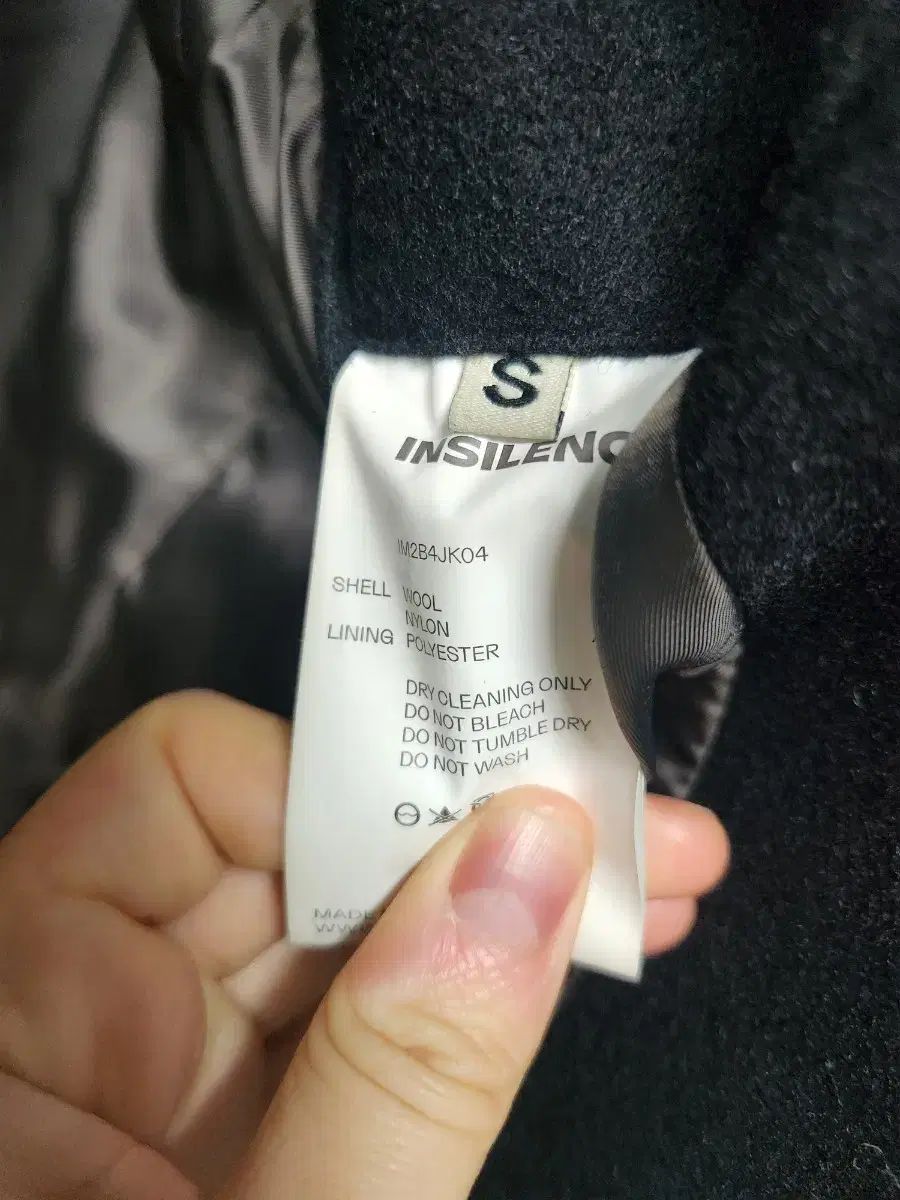 S
INSILENC
IM2B4JK04
SHELL WOOL
NYLON
LINING POLYESTER
DRY CLEANING ONLY
DO NOT BLEACH
DO NOT TUMBLE DRY
DO NOT WASH
MADE